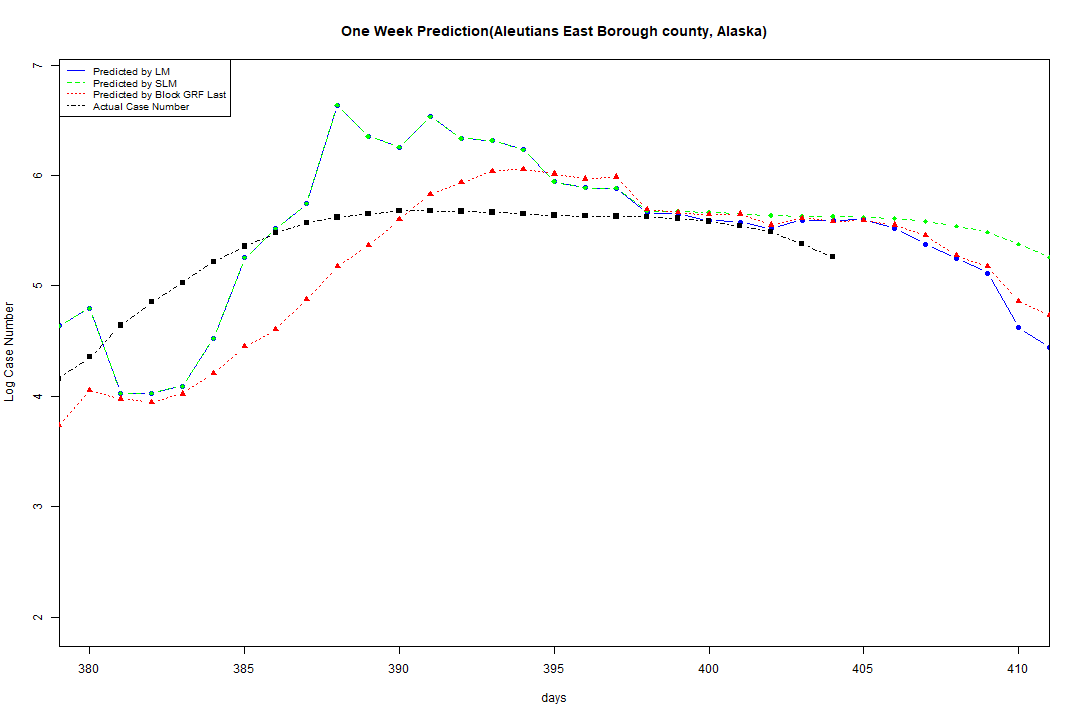 One Week Prediction(Aleutians East Borough county, Alaska)
Predicted by LM
Predicted by SLM
Predicted by Block GRF Last
Actual Case Number
Log Case Number
7
6
5
4
3
2
380 385 390 395 400 405 410
days